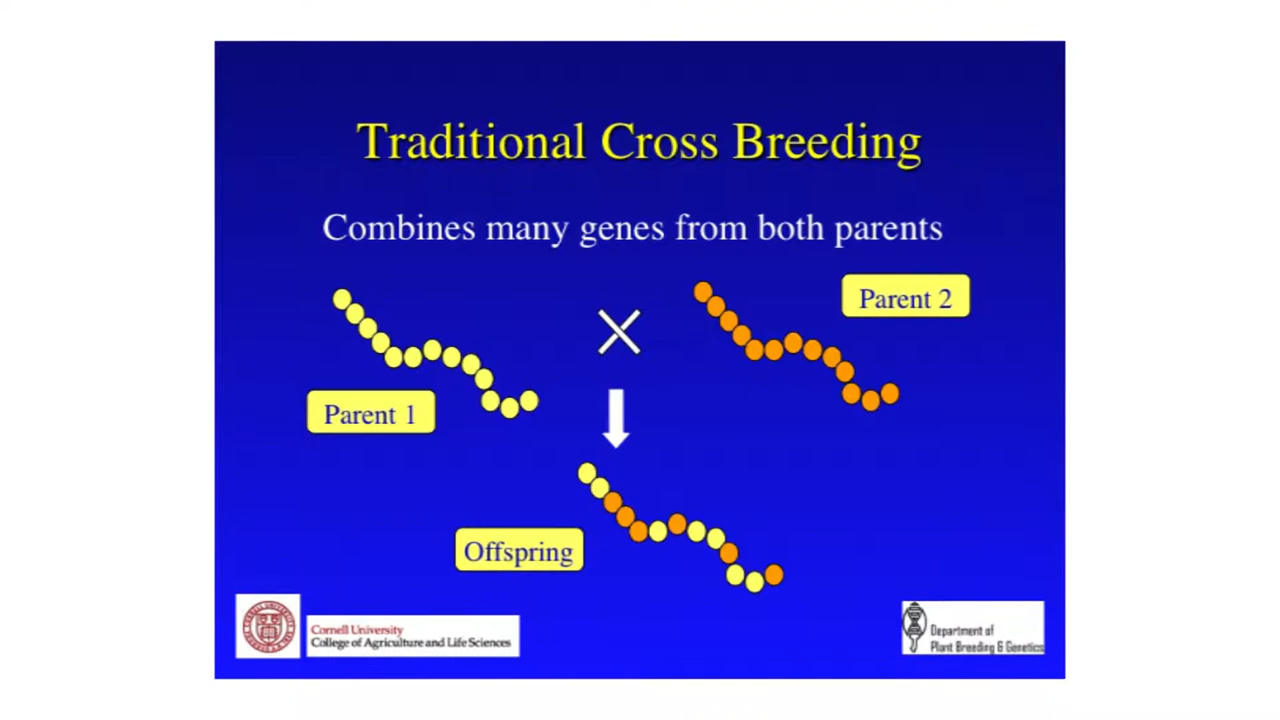 Traditional Cross Breeding
Combines many genes from both parents
Parent 2
Parent 1
Offspring
Cornell University
College of Agriculture and Life Sciences
Department of
Plant Breeding & Genetics